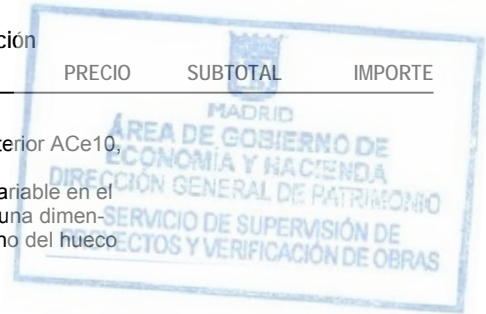 ción
PRECIO SUBTOTAL IMPORTE
MADRID
terior ACe10,
ÁREA DE GOBIERNO DE
ECONOMÍA Y HACIENDA
ariable en el
DIRECCIÓN GENERAL DE PATRIMONIO
una dimen-
SERVICIO DE SUPERVISIÓN DE
no del hueco
PROYECTOS Y VERIFICACIÓN DE OBRAS